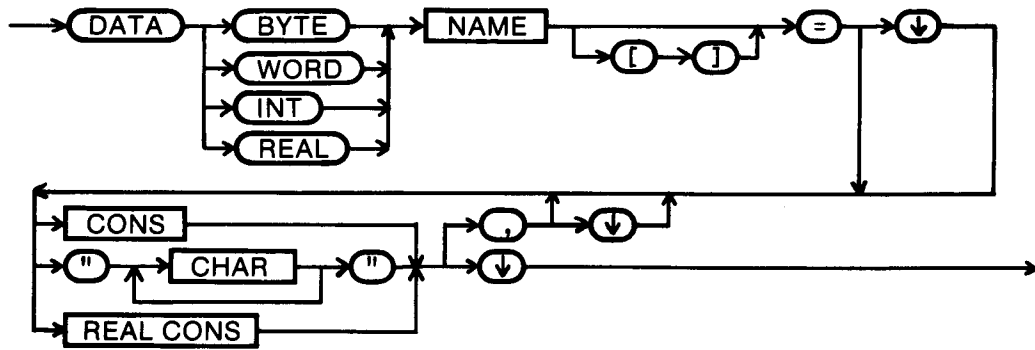 DATA BYTE NAME [ ] = ↓
WORD
INT
REAL
CONS , ↓
" CHAR " ↓
REAL CONS